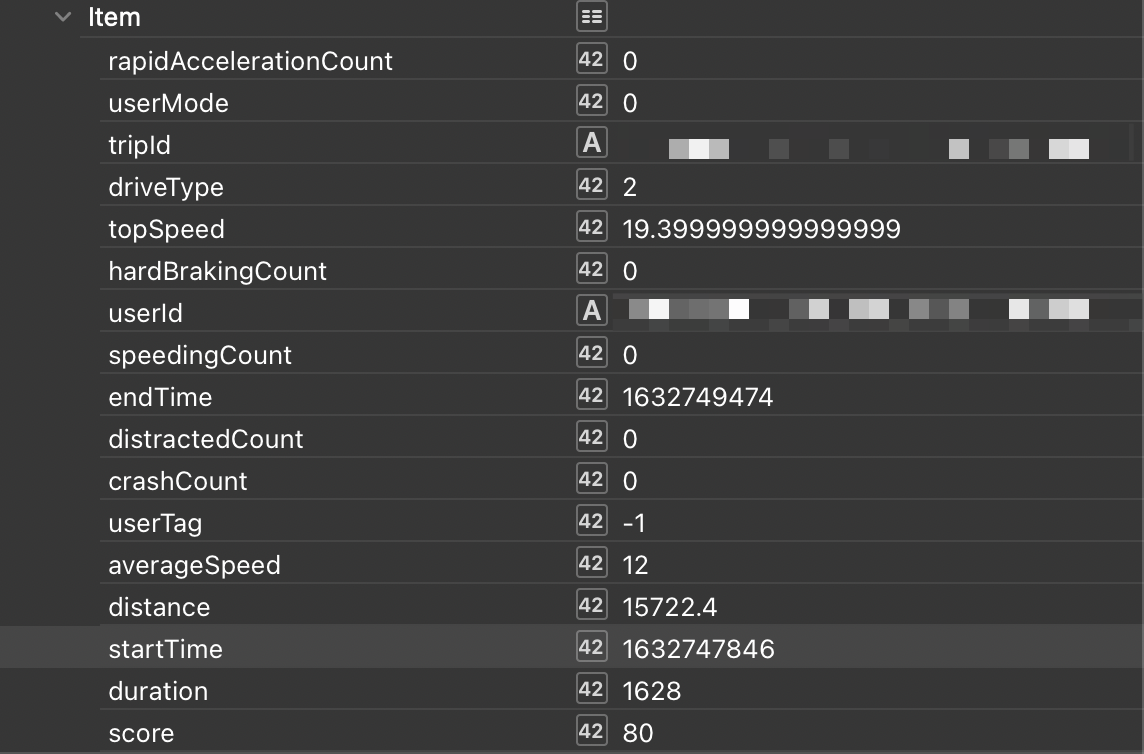 Item
rapidAccelerationCount 42 0
userMode 42 0
tripId A
driveType 42 2
topSpeed 42 19.399999999999999
hardBrakingCount 42 0
userId A
speedingCount 42 0
endTime 42 1632749474
distractedCount 42 0
crashCount 42 0
userTag 42 -1
averageSpeed 42 12
distance 42 15722.4
startTime 42 1632747846
duration 42 1628
score 42 80